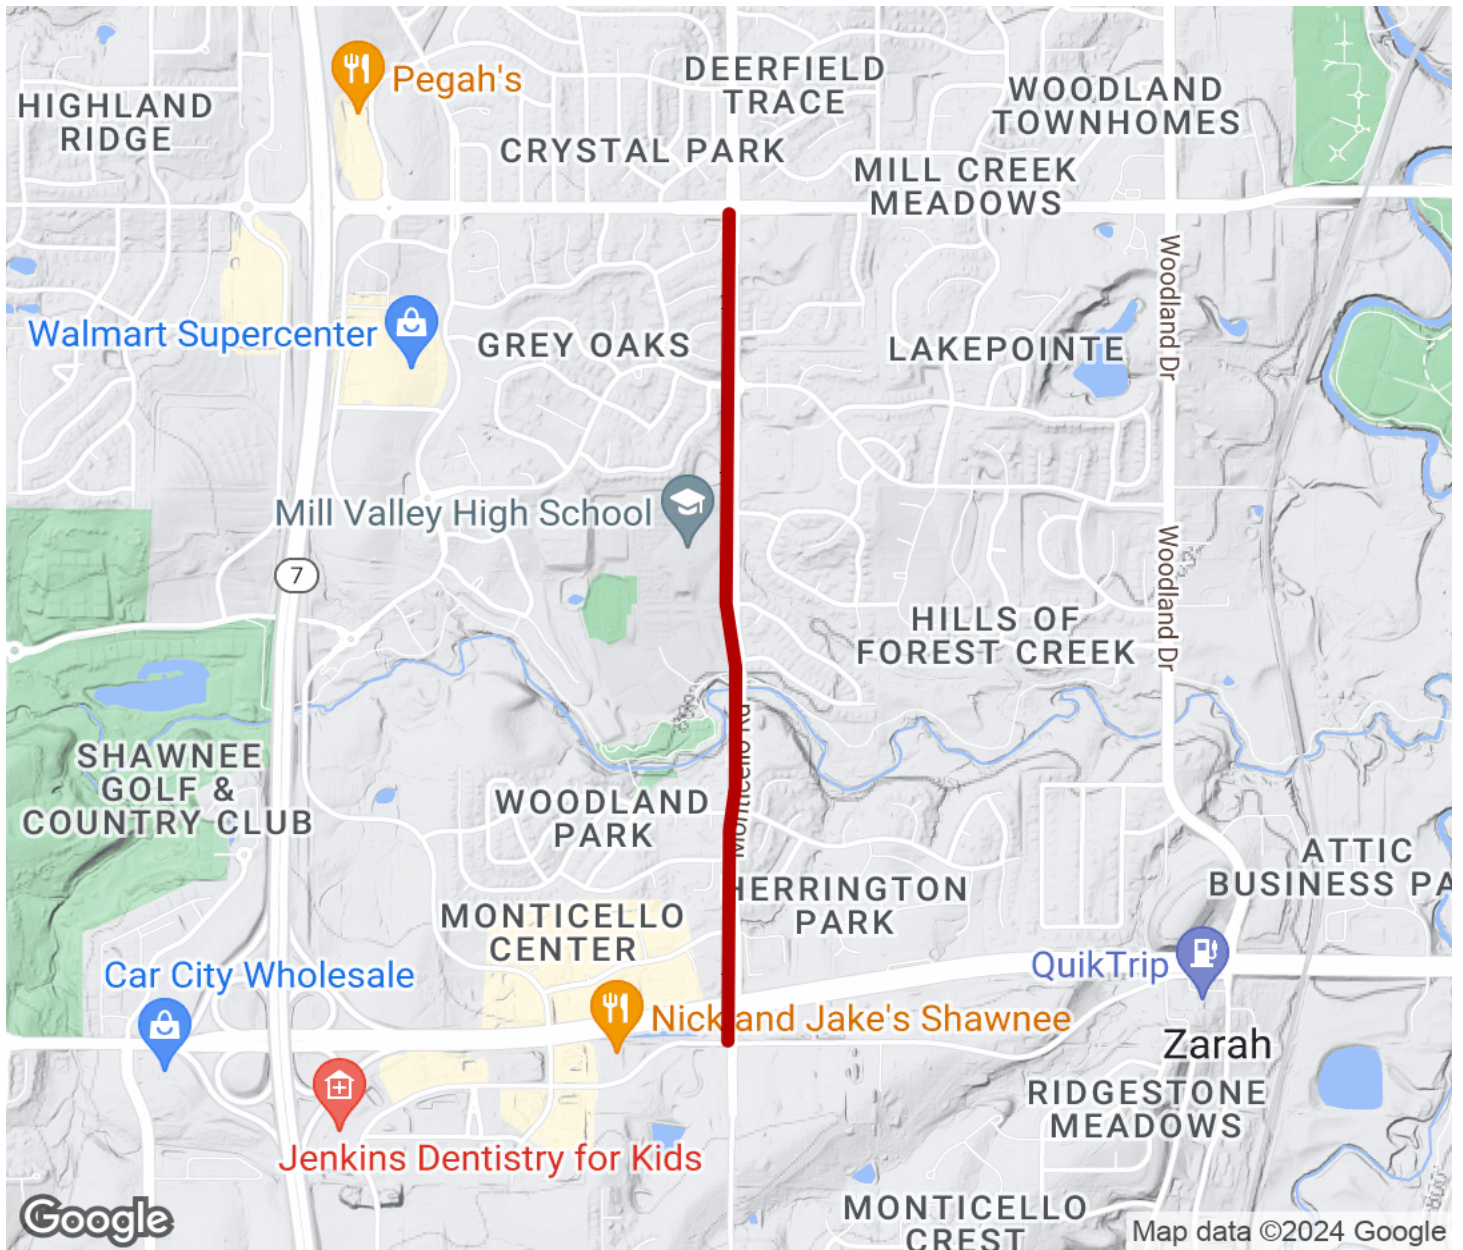 Pegah's
DEERFIELD
TRACE
HIGHLAND
RIDGE
WOODLAND
TOWNHOMES
CRYSTAL PARK
MILL CREEK
MEADOWS
Woodland Dr
Walmart Supercenter
GREY OAKS
LAKEPOINTE
Mill Valley High School
7
Woodland Dr
HILLS OF
FOREST CREEK
Monticello Rd
SHAWNEE
GOLF &
COUNTRY CLUB
WOODLAND
PARK
ATTIC
BUSINESS PA
HERRINGTON
PARK
MONTICELLO
CENTER
QuikTrip
Car City Wholesale
Nick and Jake's Shawnee
Zarah
RIDGESTONE
MEADOWS
Jenkins Dentistry for Kids
MONTICELLO
CREST
Google
Map data ©2024 Google